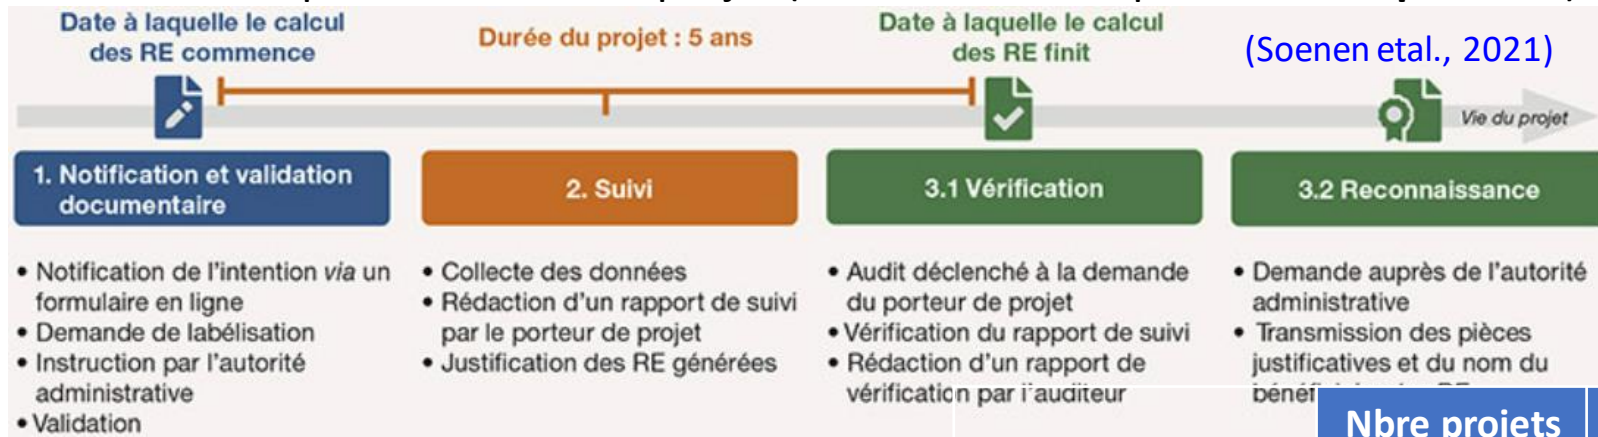 Date à laquelle le calcul
des RE commence
Durée du projet : 5 ans
Date à laquelle le calcul
des RE finit
(Soenen etal., 2021)
Vie du projet
1. Notification et validation
documentaire
• Notification de l'intention via un
formulaire en ligne
• Demande de labélisation
• Instruction par l'autorité
administrative
• Validation
2. Suivi
• Collecte des données
• Rédaction d'un rapport de suivi
par le porteur de projet
• Justification des RE générées
3.1 Vérification
• Audit déclenché à la demande
du porteur de projet
• Vérification du rapport de suivi
• Rédaction d'un rapport de
vérification par l'auditeur
3.2 Reconnaissance
• Demande auprès de l'autorité
administrative
• Transmission des pièces
justificatives et du nom du
Nbre projets